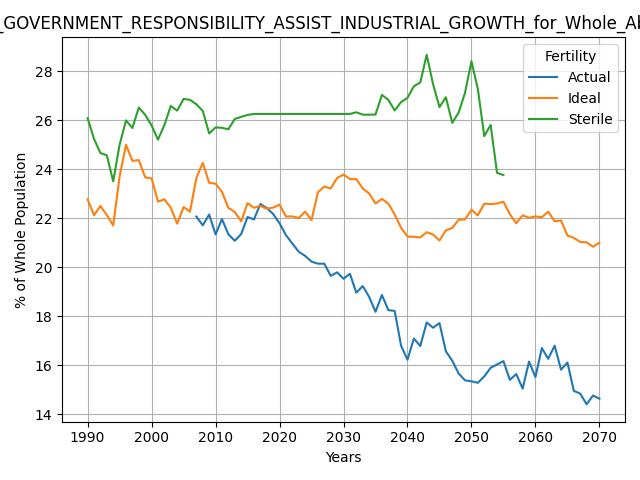 _GOVERNMENT_RESPONSIBILITY_ASSIST_INDUSTRIAL_GROWTH_for_Whole_
Fertility
Actual
Ideal
Sterile
% of Whole Population
28
26
24
22
20
18
16
14
1990 2000 2010 2020 2030 2040 2050 2060 2070
Years